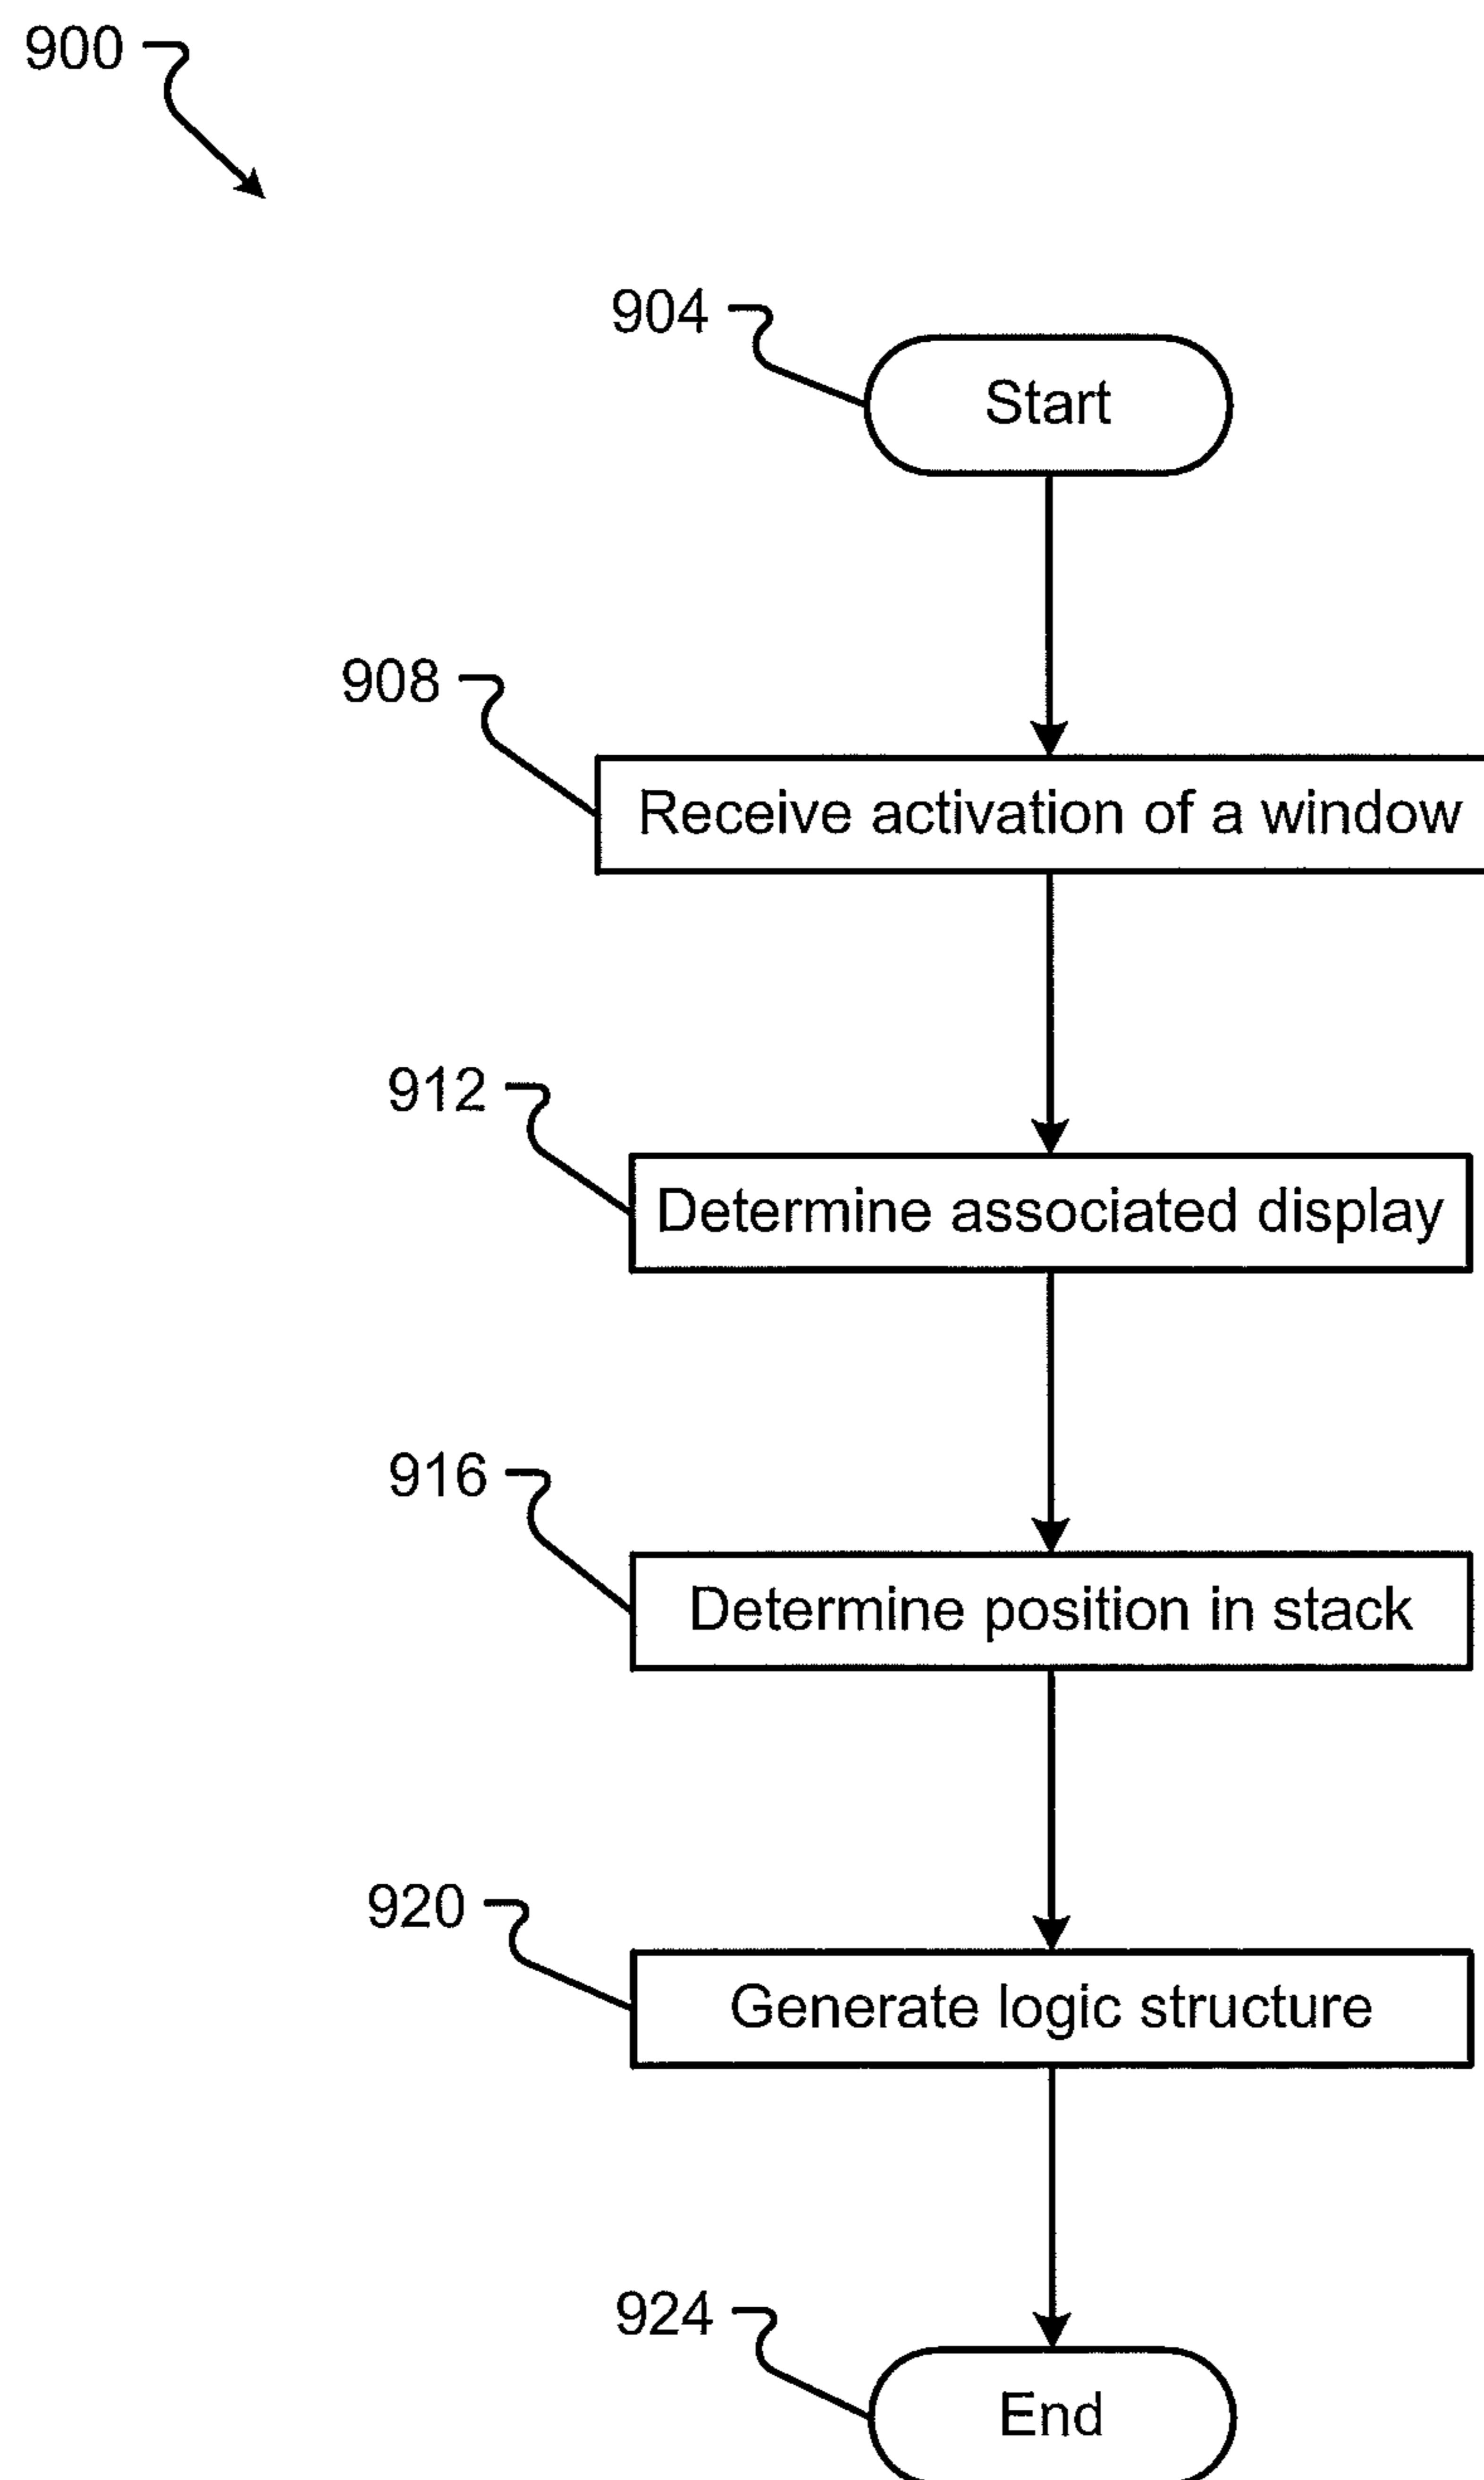 900
904
Start
908
Receive activation of a window
912
Determine associated display
916
Determine position in stack
920
Generate logic structure
924
End